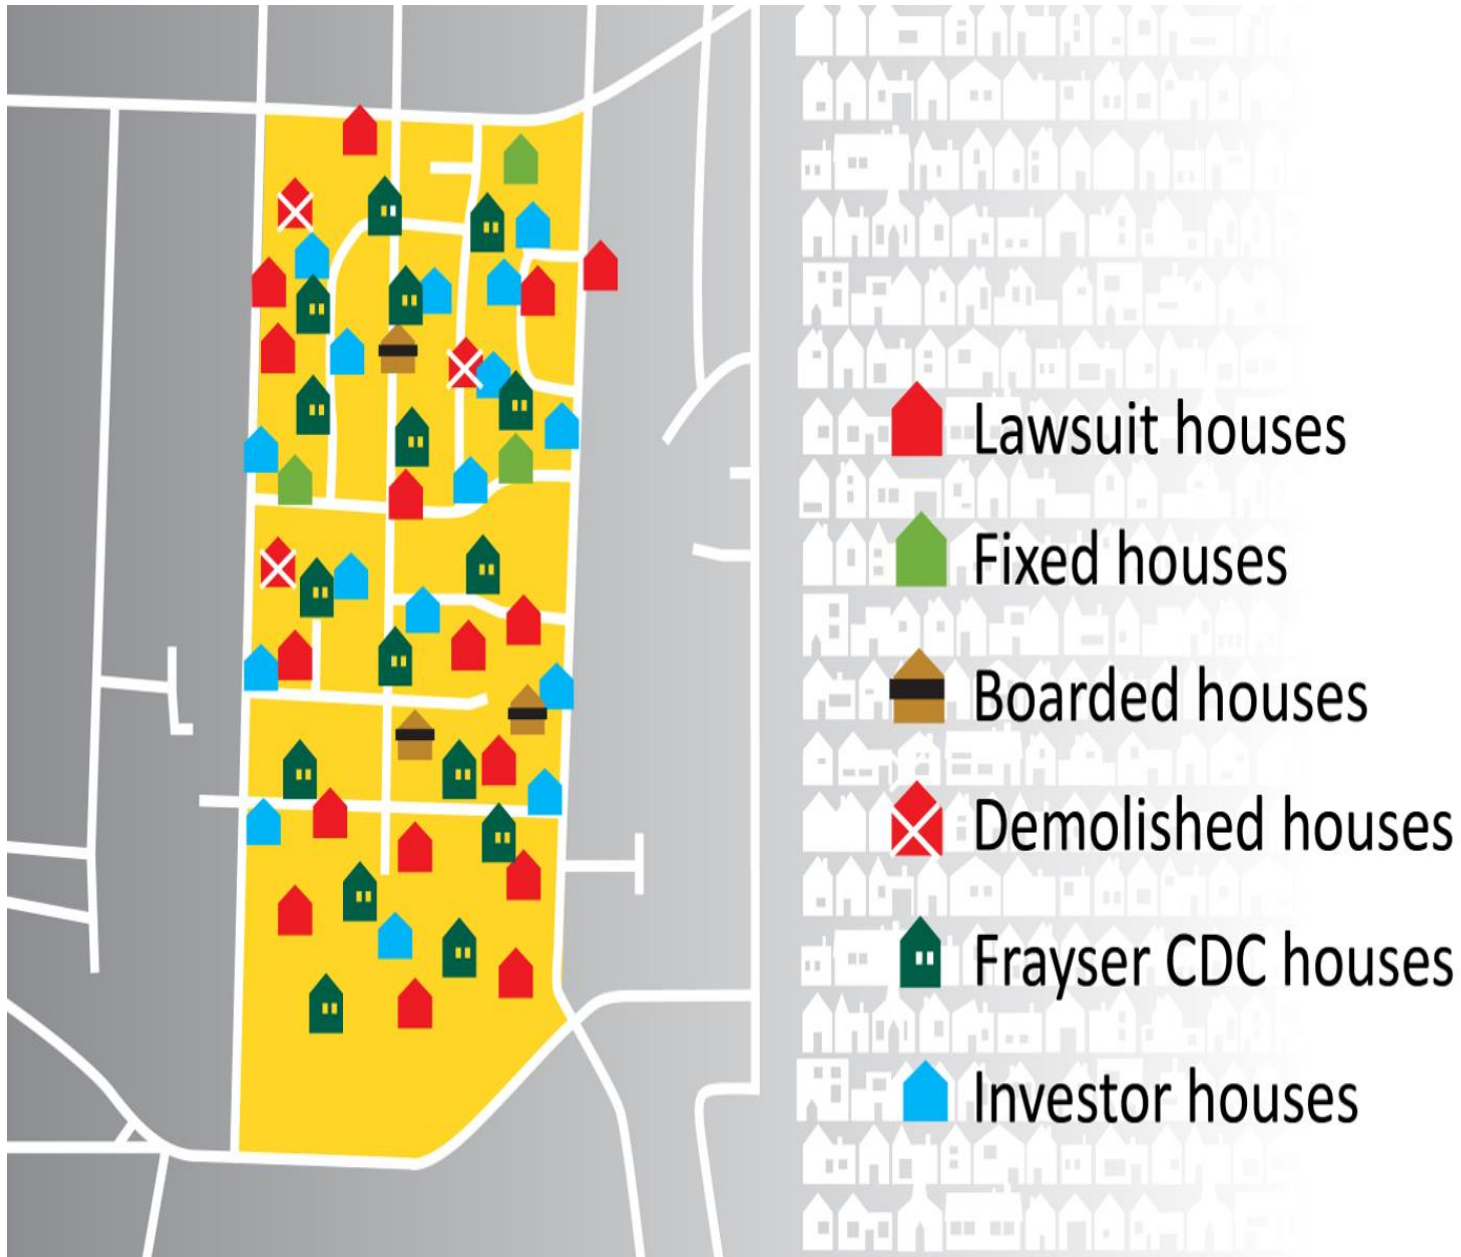 Lawsuit houses
Fixed houses
Boarded houses
Demolished houses
Frayser CDC houses
Investor houses